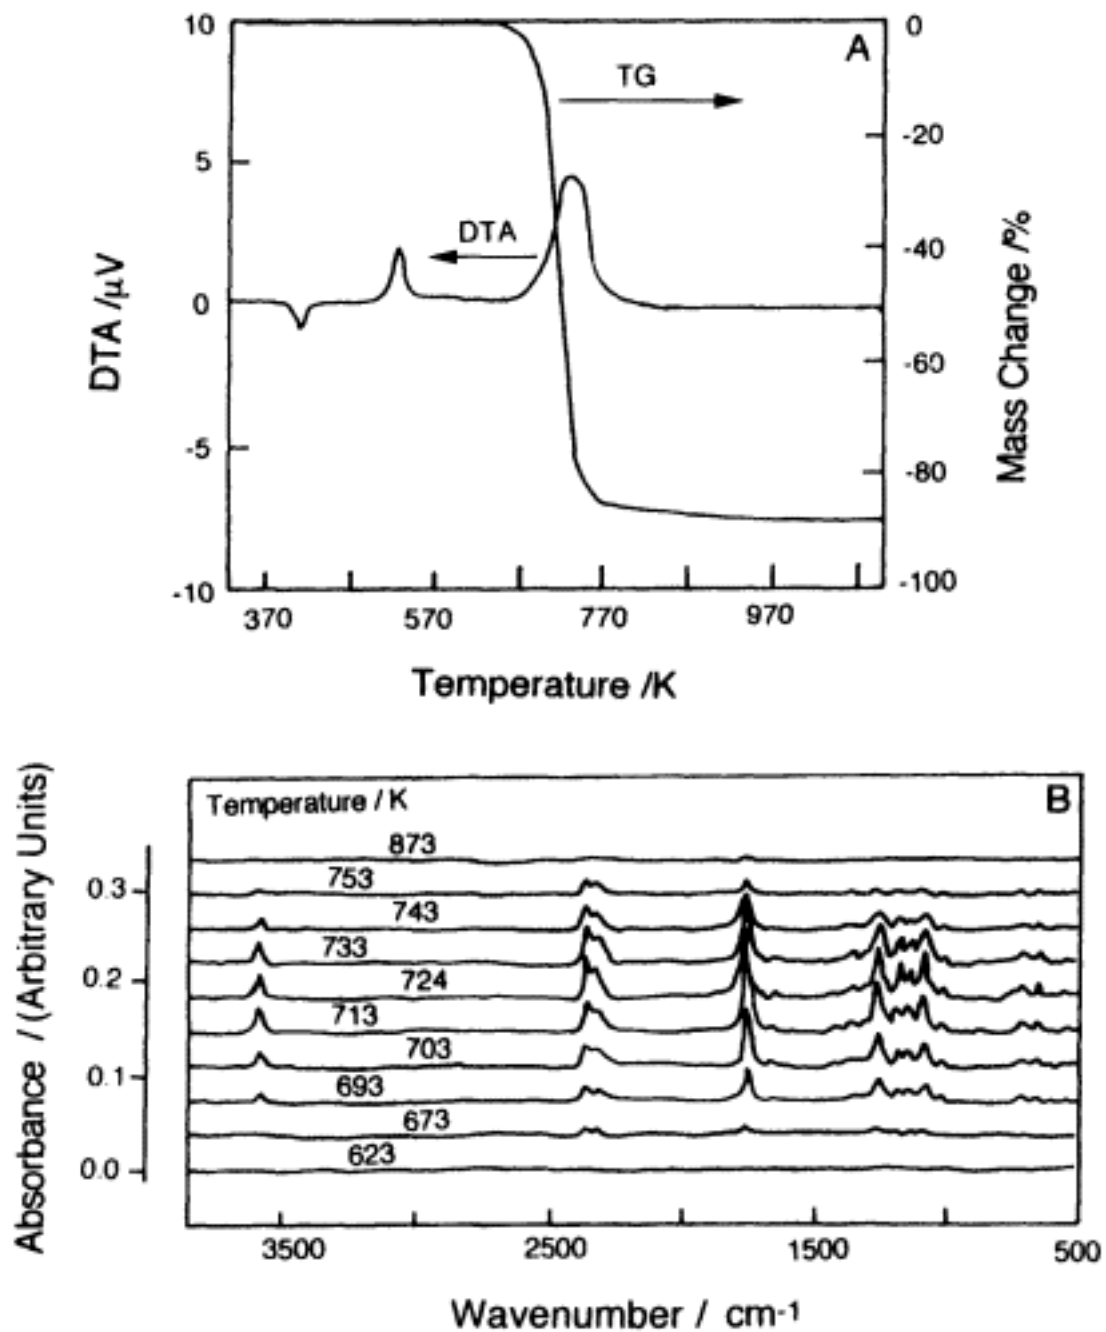 A
10
5
0
-5
-10
DTA /μV
TG
DTA
0
-20
-40
-60
-80
-100
Mass Change /%
370 570 770 970
Temperature /K
B
Temperature / K
873
753
743
733
724
713
703
693
673
623
0.3
0.2
0.1
0.0
Absorbance / (Arbitrary Units)
3500 2500 1500 500
Wavenumber / cm-1